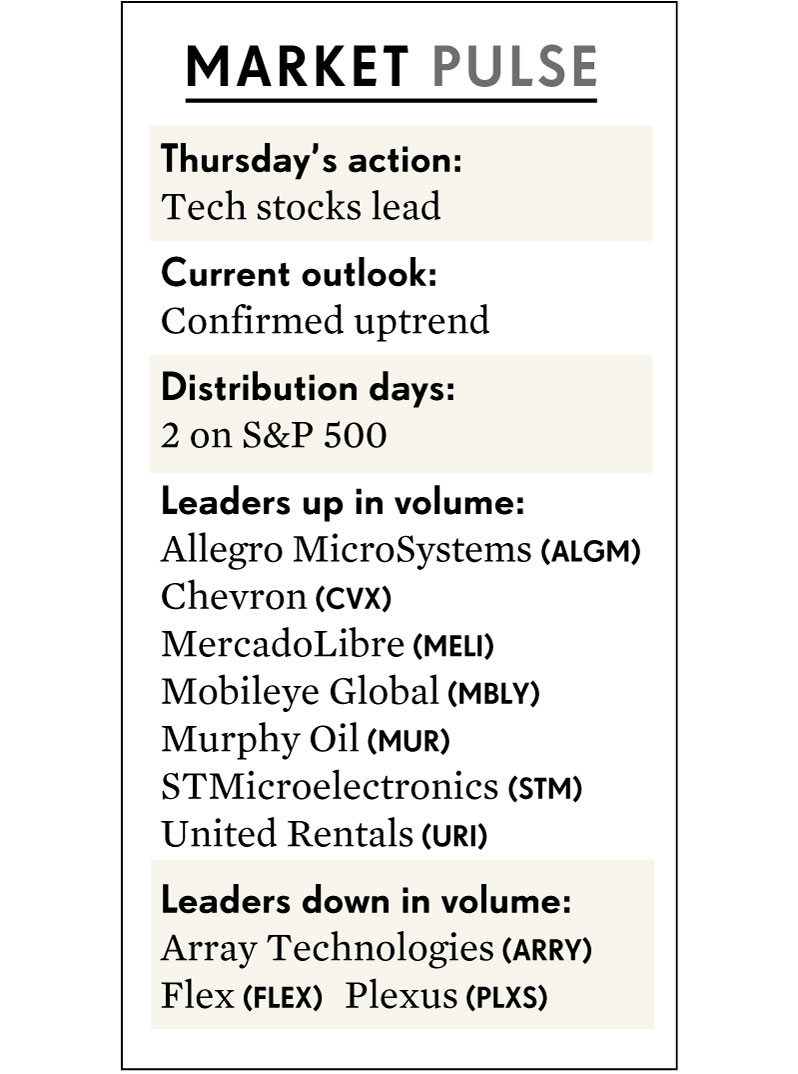 MARKET PULSE
Thursday’s action:
Tech stocks lead
Current outlook:
Confirmed uptrend
Distribution days:
2 on S&P 500
Leaders up in volume:
Allegro MicroSystems (ALGM)
Chevron (CVX)
MercadoLibre (MELI)
Mobileye Global (MBLY)
Murphy Oil (MUR)
STMicroelectronics (STM)
United Rentals (URI)
Leaders down in volume:
Array Technologies (ARRY)
Flex (FLEX) Plexus (PLXS)